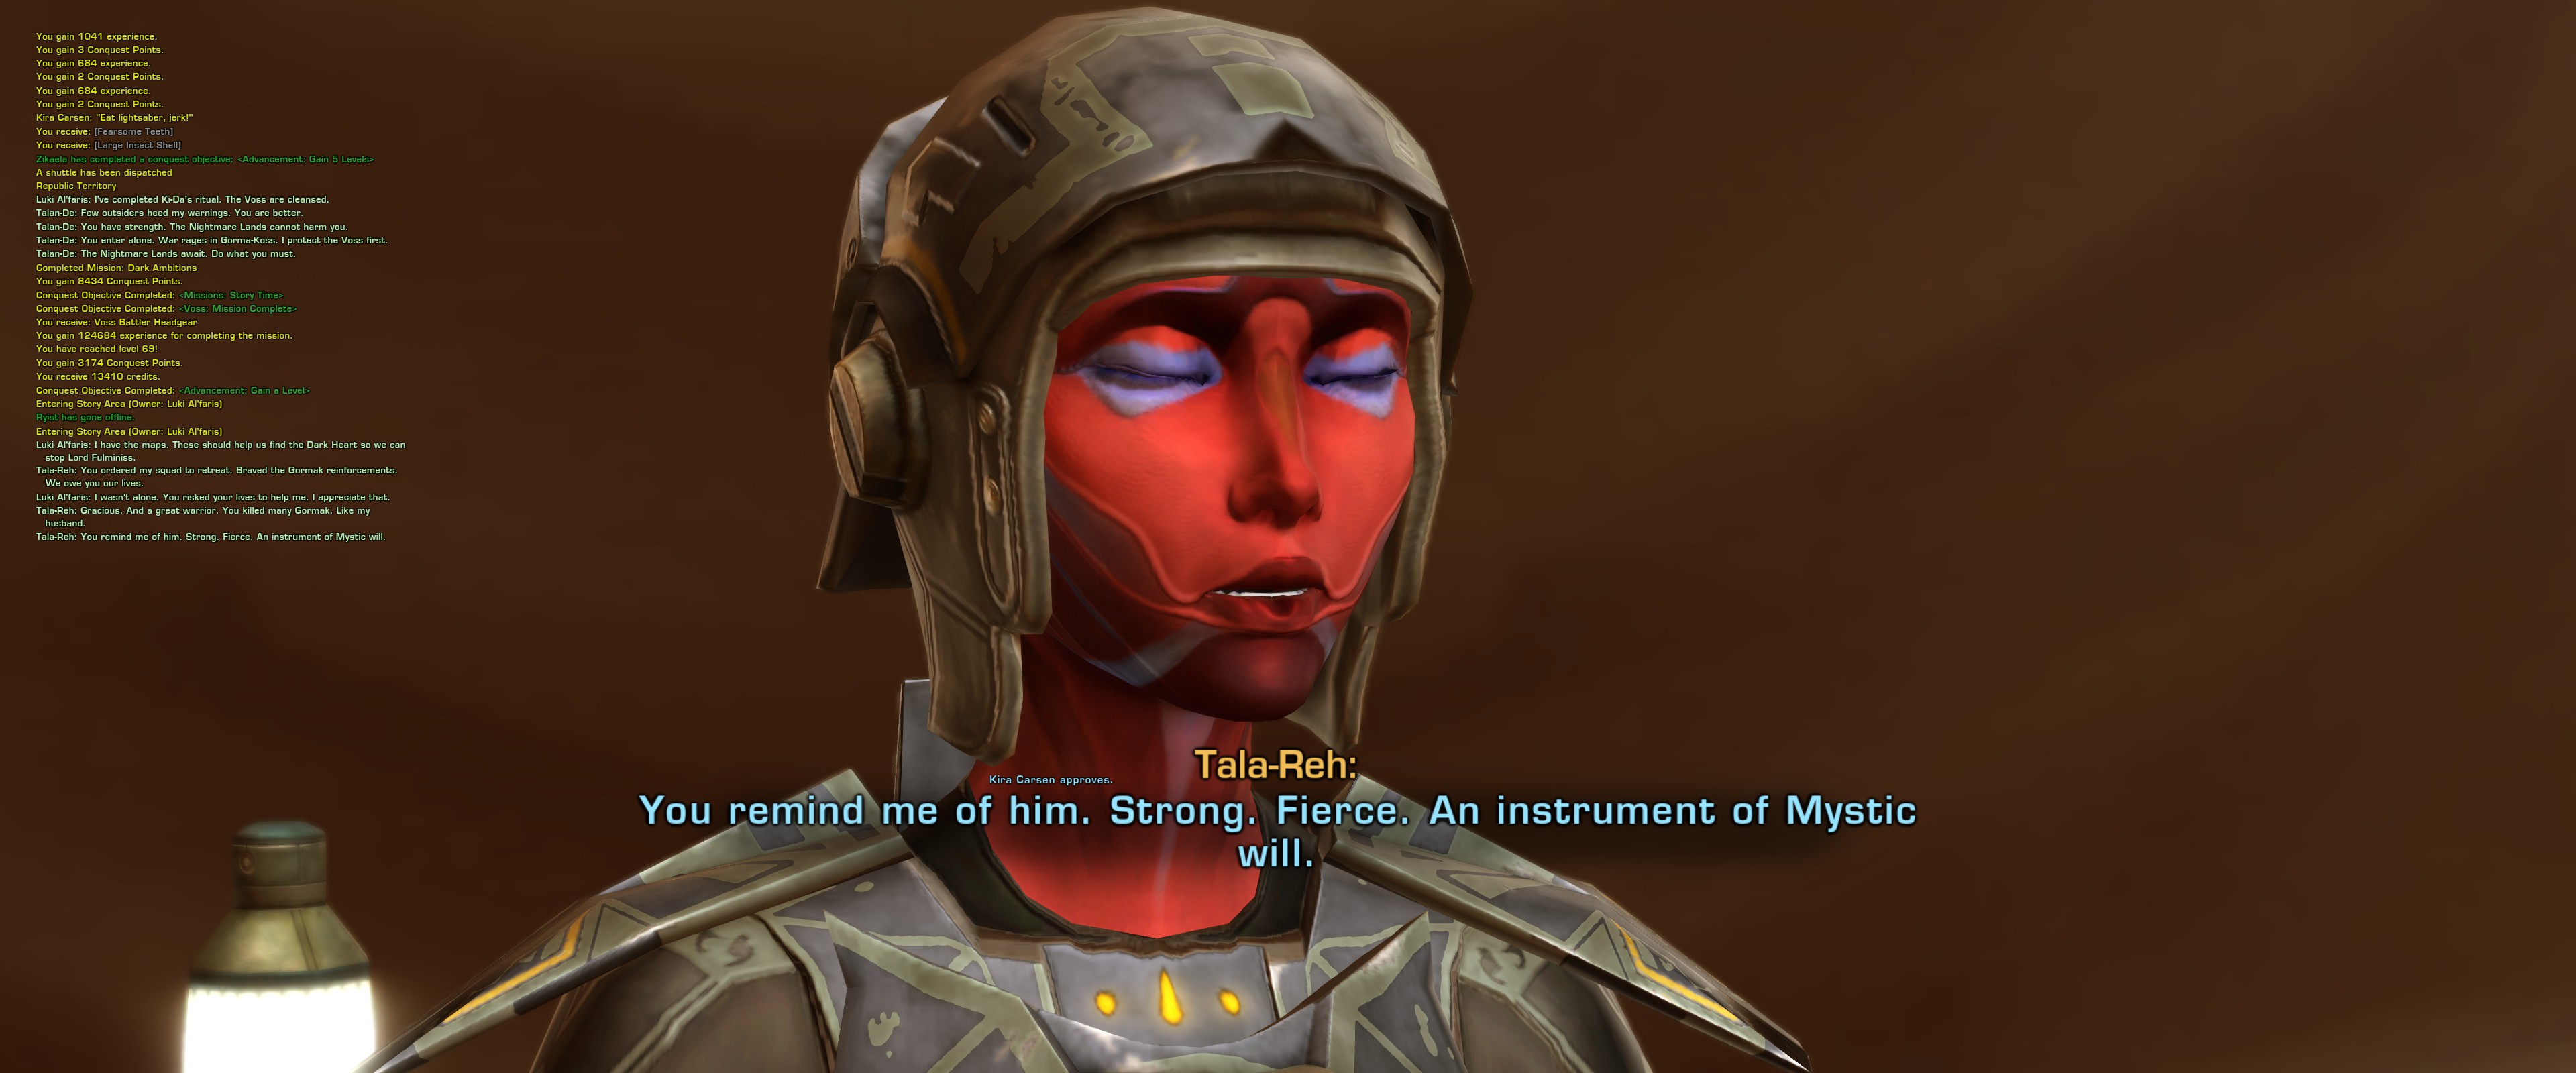 You gain 1041 experience.
You gain 3 Conquest Points.
You gain 684 experience.
You gain 2 Conquest Points.
You gain 684 experience.
You gain 2 Conquest Points.
Kira Carsen: "Eat lightsaber, jerk!"
You receive: [Fearsome Teeth]
You receive: [Large Insect Shell]
Zikaela has completed a conquest objective: <Advancement: Gain 5 Levels>
A shuttle has been dispatched
Republic Territory
Luki Al'faris: I've completed Ki-Da's ritual. The Voss are cleansed.
Talan-De: Few outsiders heed my warnings. You are better.
Talan-De: You have strength. The Nightmare Lands cannot harm you.
Talan-De: You enter alone. War rages in Gorma-Koss. I protect the Voss first.
Talan-De: The Nightmare Lands await. Do what you must.
Completed Mission: Dark Ambitions
You gain 8434 Conquest Points.
Conquest Objective Completed: <Missions: Story Time>
Conquest Objective Completed: <Voss: Mission Complete>
You receive: Voss Battler Headgear
You gain 124684 experience for completing the mission.
You have reached level 69!
You gain 3174 Conquest Points.
You receive 13410 credits.
Conquest Objective Completed: <Advancement: Gain a Level>
Entering Story Area (Owner: Luki Al'faris)
Ryist has gone offline.
Entering Story Area (Owner: Luki Al'faris)
Luki Al'faris: I have the maps. These should help us find the Dark Heart so we can
stop Lord Fulminiss.
Tala-Reh: You ordered my squad to retreat. Braved the Gormak reinforcements.
We owe you our lives.
Luki Al'faris: I wasn't alone. You risked your lives to help me. I appreciate that.
Tala-Reh: Gracious. And a great warrior. You killed many Gormak. Like my
husband.
Tala-Reh: You remind me of him. Strong. Fierce. An instrument of Mystic will.
Tala-Reh:
Kira Carsen approves.
You remind me of him. Strong. Fierce. An instrument of Mystic
will.